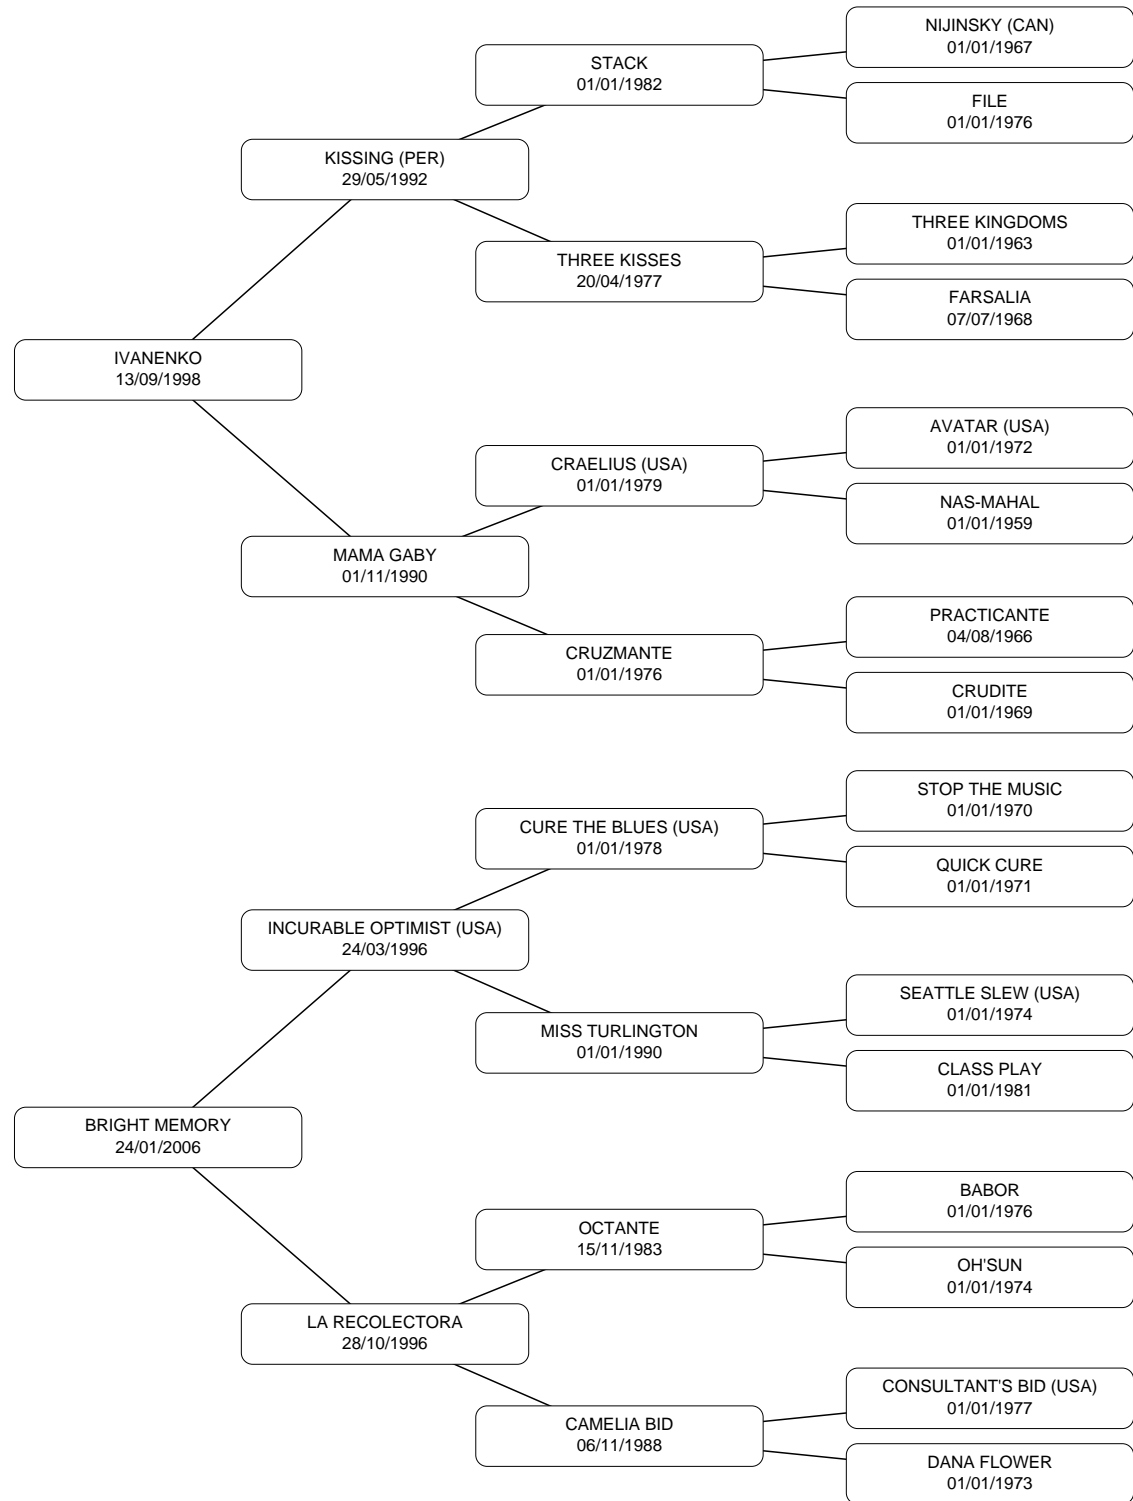 NIJINSKY (CAN)
01/01/1967
STACK
01/01/1982
FILE
01/01/1976
KISSING (PER)
29/05/1992
THREE KINGDOMS
01/01/1963
THREE KISSES
20/04/1977
FARSALIA
07/07/1968
IVANENKO
13/09/1998
AVATAR (USA)
01/01/1972
CRAELIUS (USA)
01/01/1979
NAS-MAHAL
01/01/1959
MAMA GABY
01/11/1990
PRACTICANTE
04/08/1966
CRUZMANTE
01/01/1976
CRUDITE
01/01/1969
STOP THE MUSIC
01/01/1970
CURE THE BLUES (USA)
01/01/1978
QUICK CURE
01/01/1971
INCURABLE OPTIMIST (USA)
24/03/1996
SEATTLE SLEW (USA)
01/01/1974
MISS TURLINGTON
01/01/1990
CLASS PLAY
01/01/1981
BRIGHT MEMORY
24/01/2006
BABOR
01/01/1976
OCTANTE
15/11/1983
OH'SUN
01/01/1974
LA RECOLECTORA
28/10/1996
CONSULTANT'S BID (USA)
01/01/1977
CAMELIA BID
06/11/1988
DANA FLOWER
01/01/1973